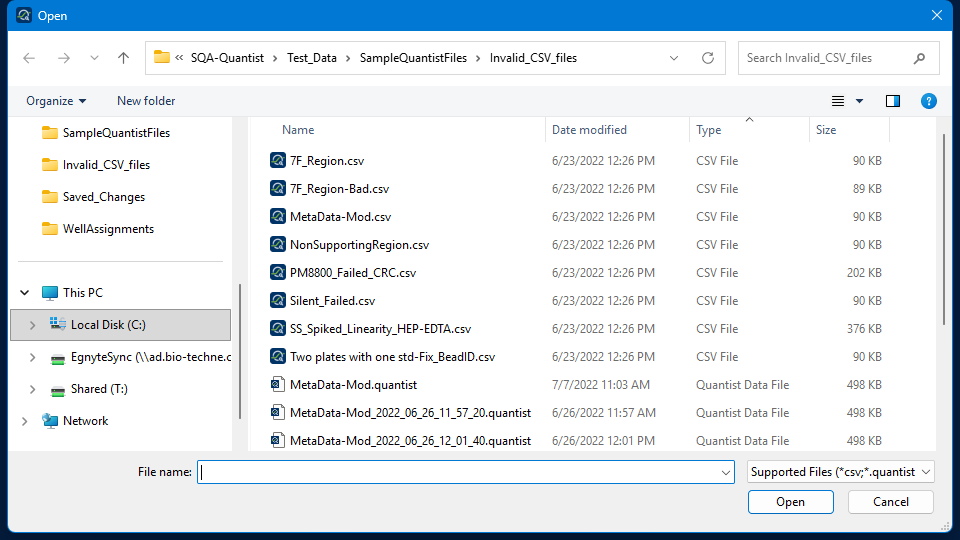 Open
« SQA-Quantist > Test_Data > SampleQuantistFiles > Invalid_CSV_files
Search Invalid_CSV_files
Organize
New folder
?
SampleQuantistFiles
Invalid_CSV_files
Saved_Changes
WellAssignments
This PC
Local Disk (C:)
EgnyteSync (\\ad.bio-techne.c
Shared (T:)
Network
Name Date modified Type Size
7F_Region.csv 6/23/2022 12:26 PM CSV File 90 KB
7F_Region-Bad.csv 6/23/2022 12:26 PM CSV File 89 KB
MetaData-Mod.csv 6/23/2022 12:26 PM CSV File 90 KB
NonSupportingRegion.csv 6/23/2022 12:26 PM CSV File 90 KB
PM8800_Failed_CRC.csv 6/23/2022 12:26 PM CSV File 202 KB
Silent_Failed.csv 6/23/2022 12:26 PM CSV File 90 KB
SS_Spiked_Linearity_HEP-EDTA.csv 6/23/2022 12:26 PM CSV File 376 KB
Two plates with one std-Fix_BeadID.csv 6/23/2022 12:26 PM CSV File 90 KB
MetaData-Mod.quantist 7/7/2022 11:03 AM Quantist Data File 498 KB
MetaData-Mod_2022_06_26_11_57_20.quantist 6/26/2022 11:57 AM Quantist Data File 498 KB
MetaData-Mod_2022_06_26_12_01_40.quantist 6/26/2022 12:01 PM Quantist Data File 498 KB
File name:
Supported Files (*csv;*.quantist
Open
Cancel